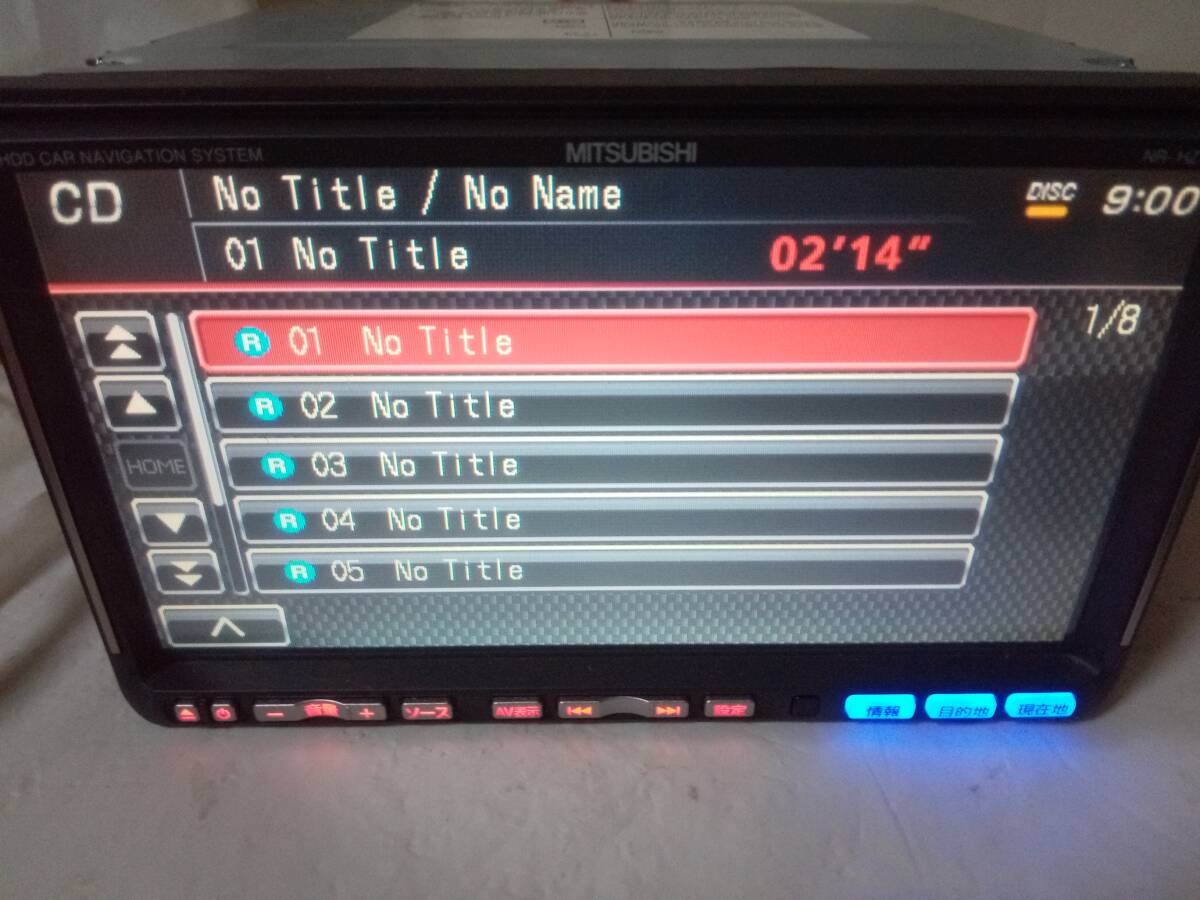 HDD CAR NAVIGATION SYSTEM
MITSUBISHI
CD
No Title / No Name
DISC
9:00
01 No Title
02'14"
1/8
R 01 No Title
R 02 No Title
HOME
R 03 No Title
R 04 No Title
R 05 No Title
− 音量 +
ソース
AV表示
設定
情報
目的地
現在地